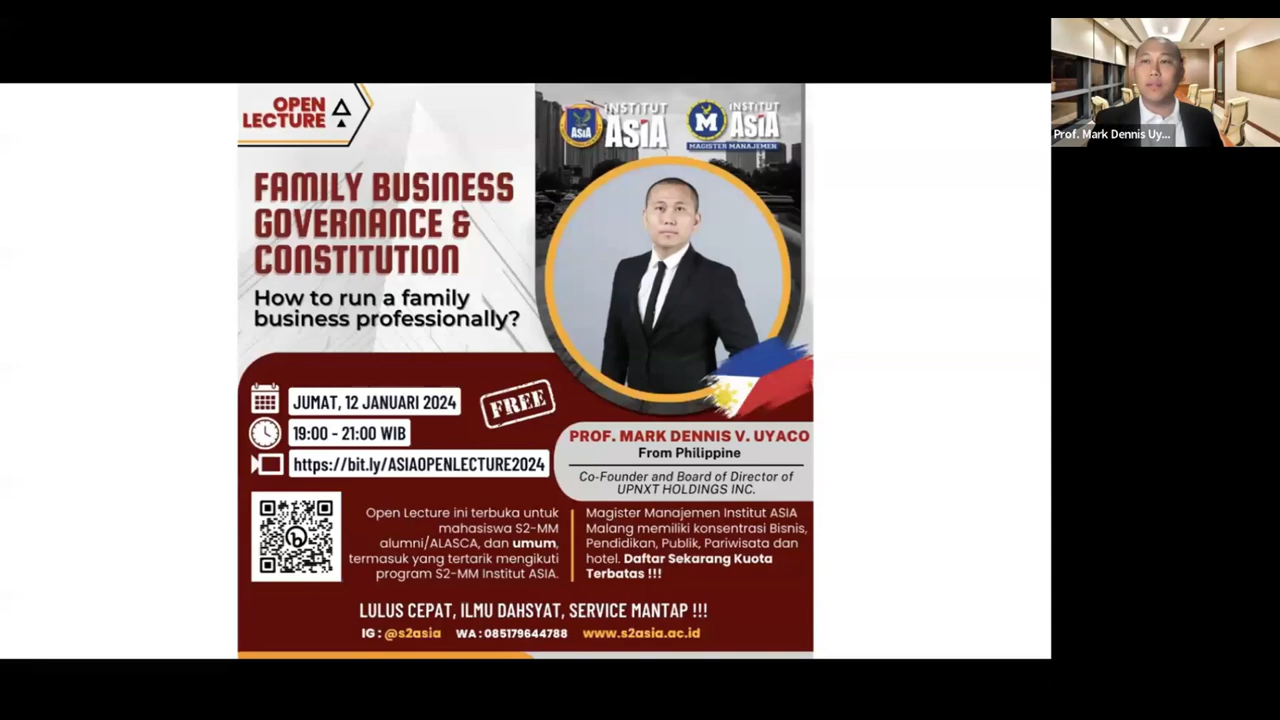 OPEN
LECTURE
INSTITUT
ASIA
ASIA
M
INSTITUT
ASIA
MAGISTER MANAJEMEN
Prof. Mark Dennis Uy...
FAMILY BUSINESS
GOVERNANCE &
CONSTITUTION
How to run a family
business professionally?
JUMAT, 12 JANUARI 2024
FREE
19:00 - 21:00 WIB
https://bit.ly/ASIAOPENLECTURE2024
PROF. MARK DENNIS V. UYACO
From Philippine
Co-Founder and Board of Director of
UPNXT HOLDINGS INC.
Open Lecture ini terbuka untuk
mahasiswa S2-MM
alumni/ALASCA, dan umum,
termasuk yang tertarik mengikuti
program S2-MM Institut ASIA.
Magister Manajemen Institut ASIA
Malang memiliki konsentrasi Bisnis,
Pendidikan, Publik, Pariwisata dan
hotel. Daftar Sekarang Kuota
Terbatas !!!
LULUS CEPAT, ILMU DAHSYAT, SERVICE MANTAP !!!
IG : @s2asia WA : 085179644788 www.s2asia.ac.id